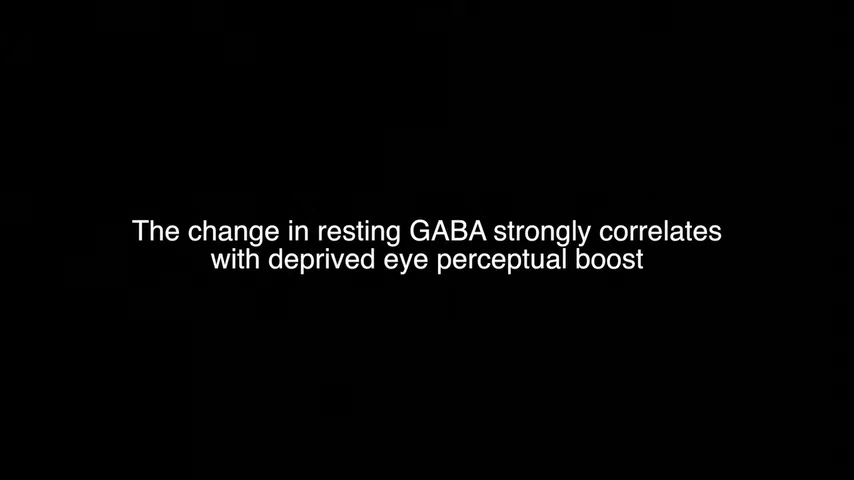 The change in resting GABA strongly correlates
with deprived eye perceptual boost